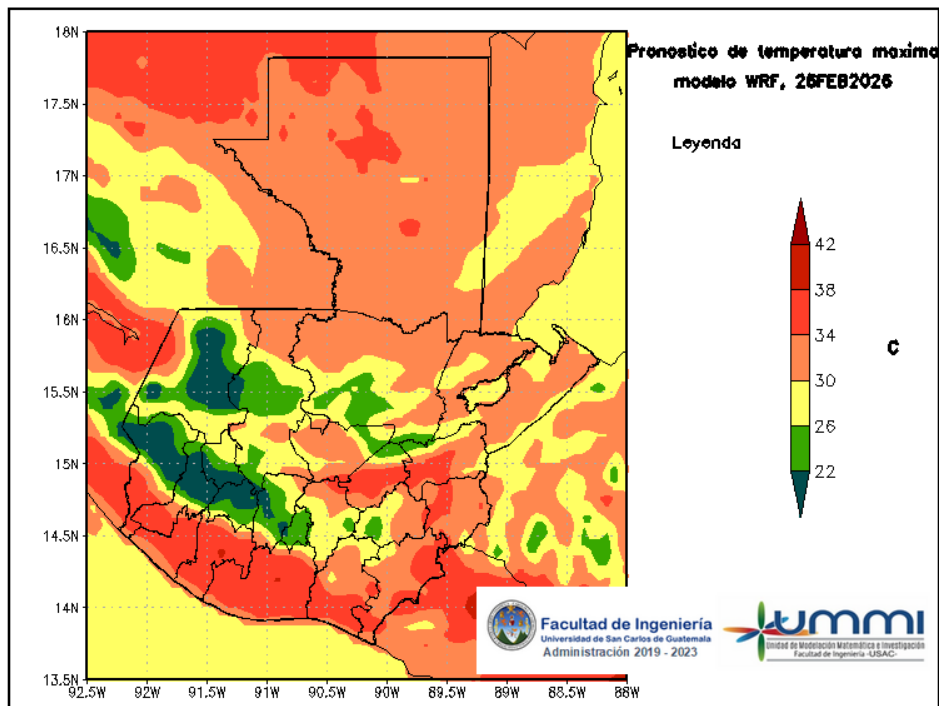 Pronostico de temperatura maxima
modelo WRF, 26FEB2026
Leyenda
42
38
34
30
26
22
C
18N
17.5N
17N
16.5N
16N
15.5N
15N
14.5N
14N
13.5N
92.5W
92W
91.5W
91W
90.5W
90W
89.5W
89W
88.5W
88W
Facultad de Ingeniería
Universidad de San Carlos de Guatemala
Administración 2019 - 2023
UMMI
Unidad de Modelación Matemática e Investigación
Facultad de Ingeniería -USAC-